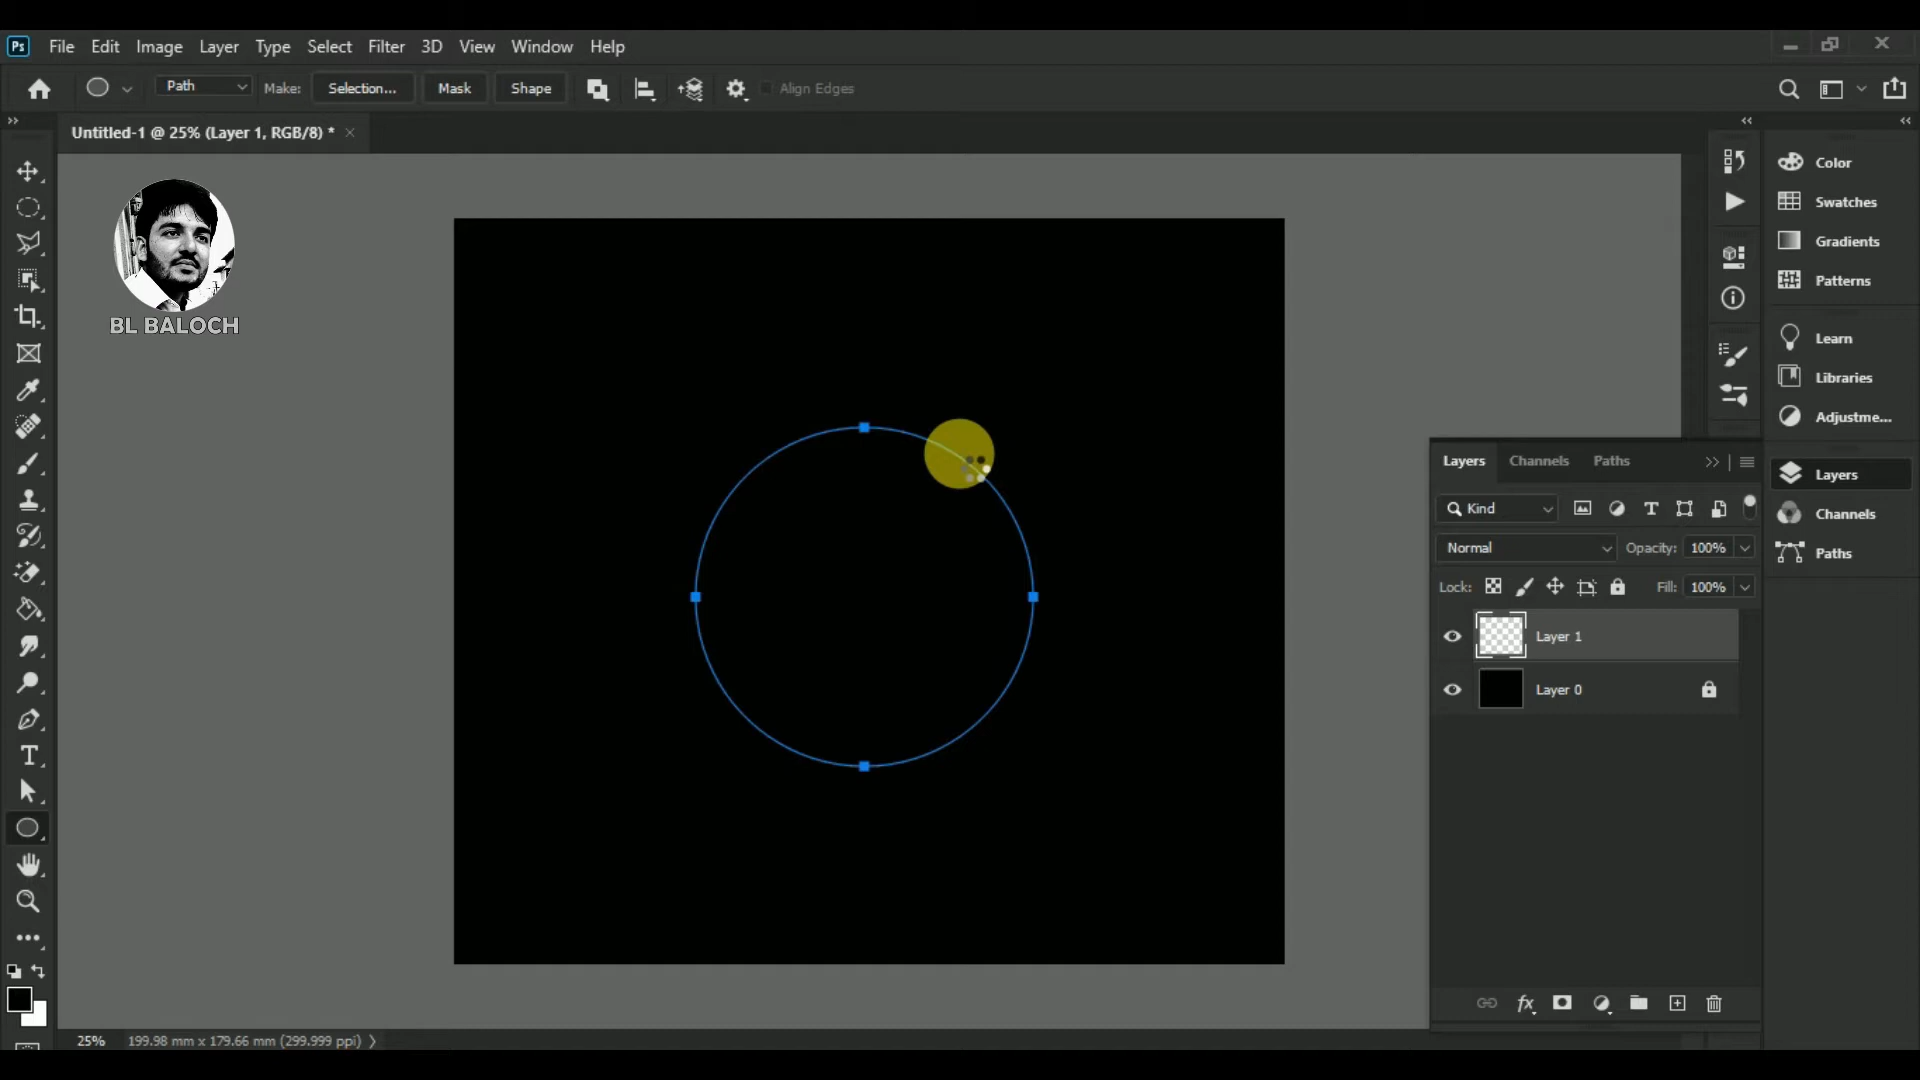 Ps File Edit Image Layer Type Select Filter 3D View Window Help
Path Make: Selection... Mask Shape Align Edges
Untitled-1 @ 25% (Layer 1, RGB/8) *
BL BALOCH
Color
Swatches
Gradients
Patterns
Learn
Libraries
Adjustme...
Layers
Channels
Paths
Layers Channels Paths
Kind
Normal Opacity: 100%
Lock: Fill: 100%
Layer 1
Layer 0
fx
25% 199.98 mm x 179.66 mm (299.999 ppi)